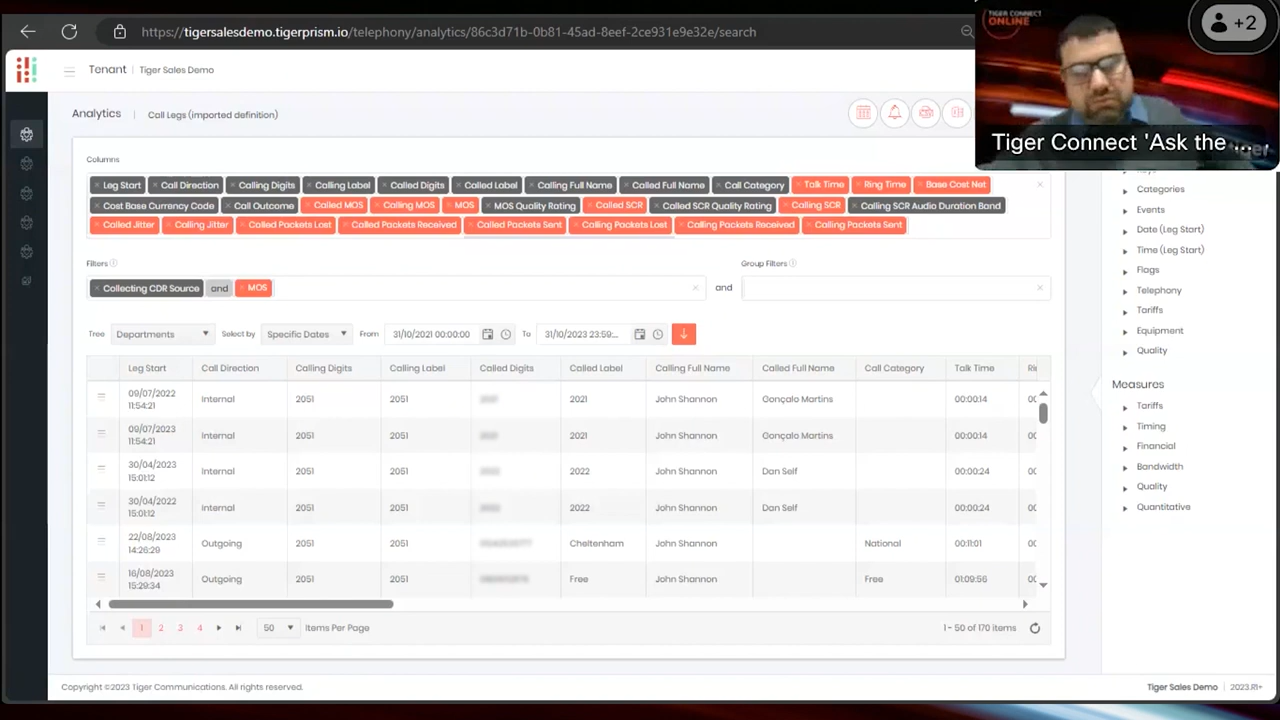 https://tigersalesdemo.tigerprism.io/telephony/analytics/86c3d71b-0b81-45ad-8eef-2ce931e9e32e/search
TIGER CONNECT
ONLINE
+2
Tiger Connect 'Ask the ...
Tenant | Tiger Sales Demo
Analytics | Call Legs (imported definition)
Columns
× Leg Start × Call Direction × Calling Digits × Calling Label × Called Digits × Called Label × Calling Full Name × Called Full Name × Call Category × Talk Time × Ring Time × Base Cost Net
× Cost Base Currency Code × Call Outcome × Called MOS × Calling MOS × MOS × MOS Quality Rating × Called SCR × Called SCR Quality Rating × Calling SCR × Calling SCR Audio Duration Band
× Called Jitter × Calling Jitter × Called Packets Lost × Called Packets Received × Called Packets Sent × Calling Packets Lost × Calling Packets Received × Calling Packets Sent
Filters
Group Filters
× Collecting CDR Source and × MOS
and
Tree Departments Select by Specific Dates From 31/10/2021 00:00:00 To 31/10/2023 23:59:...
Leg Start Call Direction Calling Digits Calling Label Called Digits Called Label Calling Full Name Called Full Name Call Category Talk Time Ri
09/07/2022 11:54:21 Internal 2051 2051 2021 John Shannon Gonçalo Martins 00:00:14 00
09/07/2023 11:54:21 Internal 2051 2051 2021 John Shannon Gonçalo Martins 00:00:14 00
30/04/2023 15:01:12 Internal 2051 2051 2022 John Shannon Dan Self 00:00:24 00
30/04/2022 15:01:12 Internal 2051 2051 2022 John Shannon Dan Self 00:00:24 00
22/08/2023 14:26:29 Outgoing 2051 2051 Cheltenham John Shannon National 00:11:01 00
16/08/2023 15:29:34 Outgoing 2051 2051 Free John Shannon Free 01:09:56 00
1 2 3 4 50 Items Per Page 1 - 50 of 170 items
Categories
Events
Date (Leg Start)
Time (Leg Start)
Flags
Telephony
Tariffs
Equipment
Quality
Measures
Tariffs
Timing
Financial
Bandwidth
Quality
Quantitative
Copyright ©2023 Tiger Communications. All rights reserved.
Tiger Sales Demo | 2023.R1+